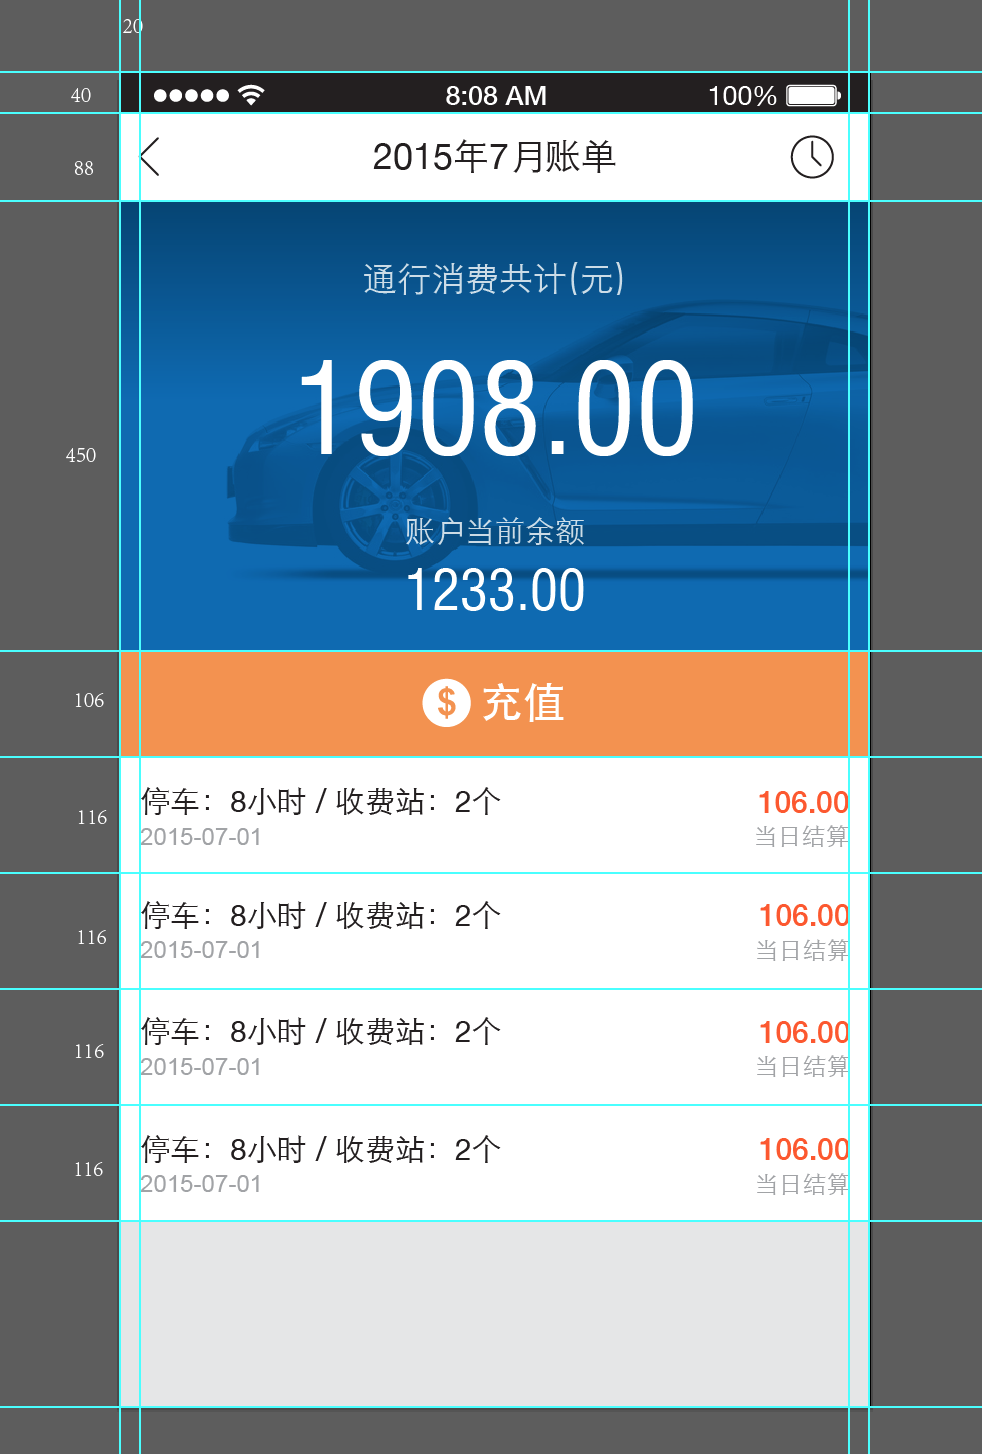 20
40
8:08 AM 100%
88
2015年7月账单
通行消费共计(元)
1908.00
450
账户当前余额
1233.00
106
$ 充值
116
停车：8小时 / 收费站：2个 106.00
2015-07-01 当日结算
116
停车：8小时 / 收费站：2个 106.00
2015-07-01 当日结算
116
停车：8小时 / 收费站：2个 106.00
2015-07-01 当日结算
116
停车：8小时 / 收费站：2个 106.00
2015-07-01 当日结算